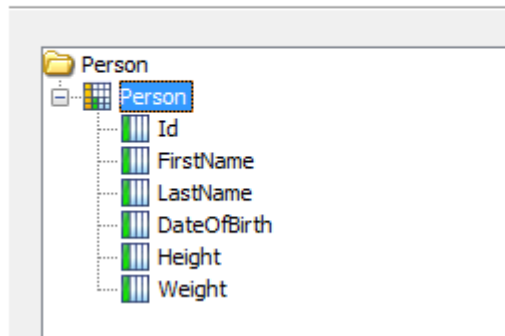 Person
Person
Id
FirstName
LastName
DateOfBirth
Height
Weight